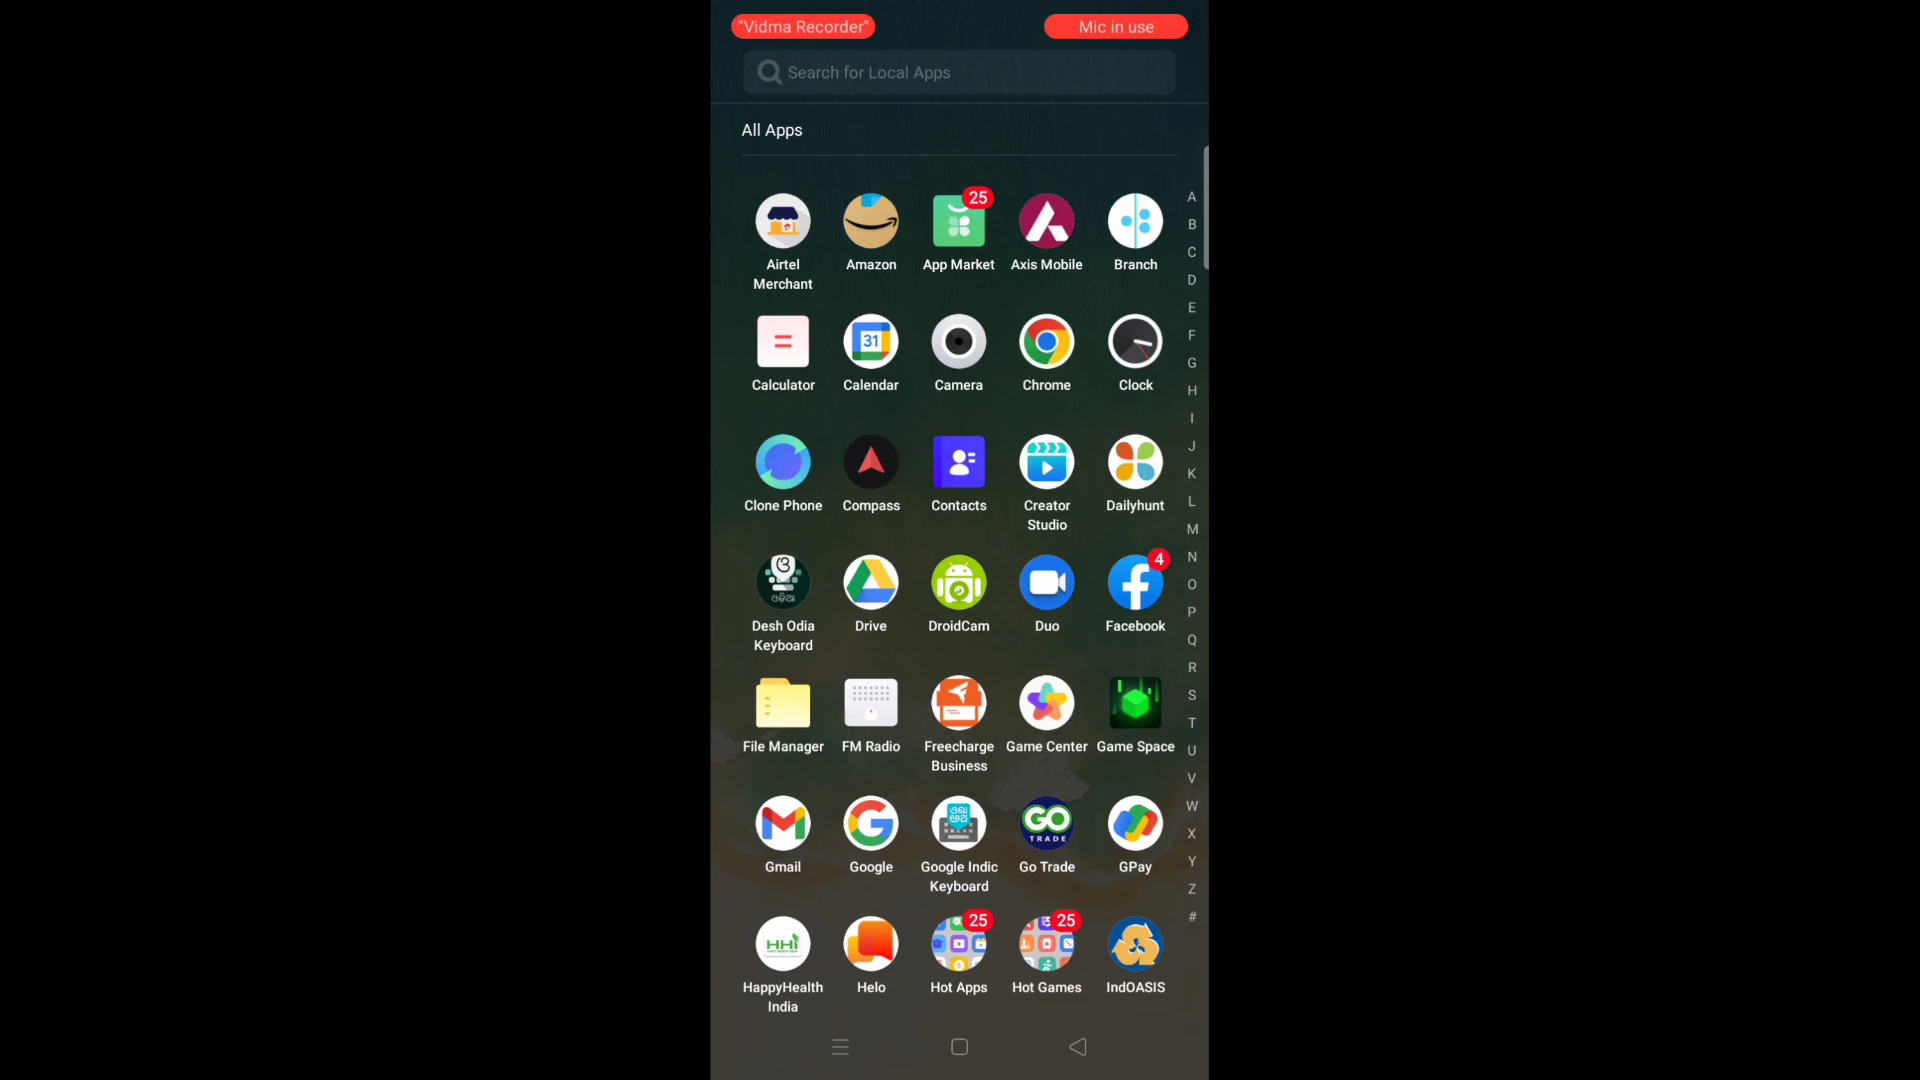 "Vidma Recorder"
Mic in use
Search for Local Apps
All Apps
25
Airtel Merchant
Amazon
App Market
Axis Mobile
Branch
31
Calculator
Calendar
Camera
Chrome
Clock
Clone Phone
Compass
Contacts
Creator Studio
Dailyhunt
ଓଡ଼ିଆ
4
Desh Odia Keyboard
Drive
DroidCam
Duo
Facebook
File Manager
FM Radio
Freecharge Business
Game Center
Game Space
GO
TRADE
Gmail
Google
Google Indic Keyboard
Go Trade
GPay
HHI
25
25
HappyHealth India
Helo
Hot Apps
Hot Games
IndOASIS
A
B
C
D
E
F
G
H
I
J
K
L
M
N
O
P
Q
R
S
T
U
V
W
X
Y
Z
#